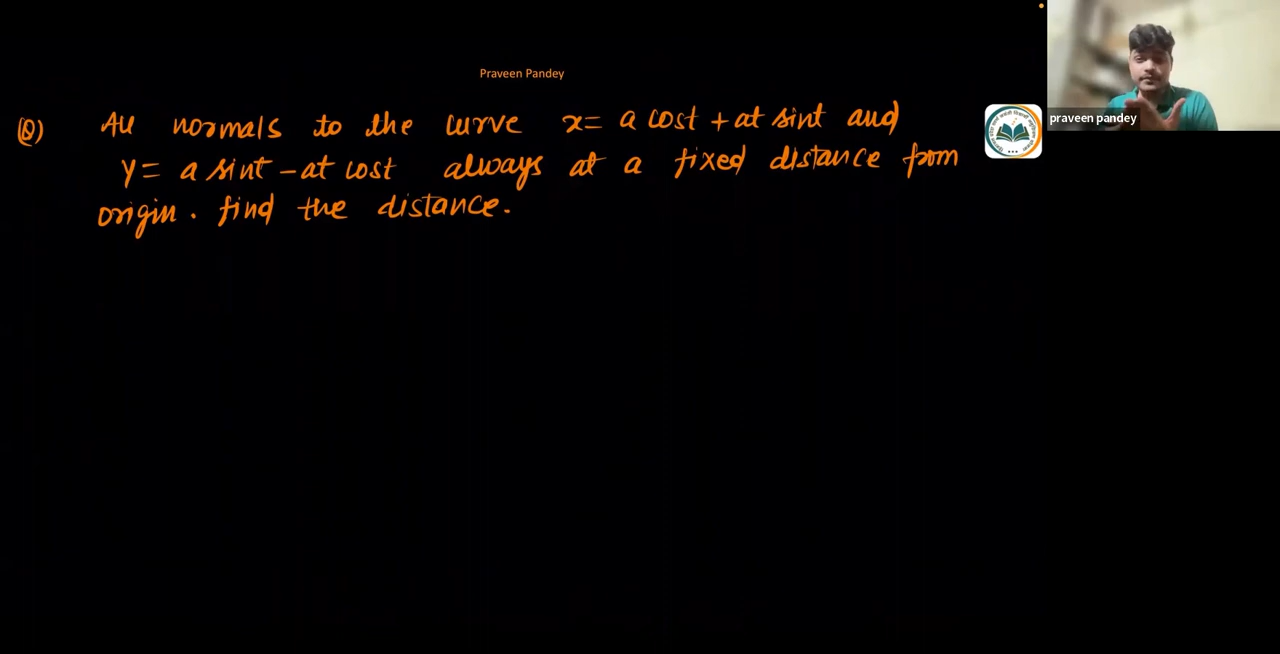 Praveen Pandey
Q) All normals to the curve x= a cost + at sint and
y= a sint - at cost always at a fixed distance from
origin. find the distance.
praveen pandey